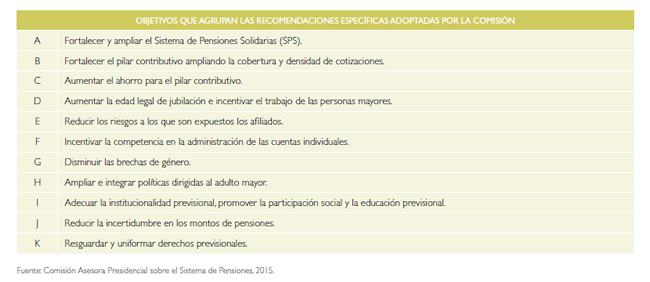 OBJETIVOS QUE AGRUPAN LAS RECOMENDACIONES ESPECÍFICAS ADOPTADAS POR LA COMISIÓN
A Fortalecer y ampliar el Sistema de Pensiones Solidarias (SPS).
B Fortalecer el pilar contributivo ampliando la cobertura y densidad de cotizaciones.
C Aumentar el ahorro para el pilar contributivo.
D Aumentar la edad legal de jubilación e incentivar el trabajo de las personas mayores.
E Reducir los riesgos a los que son expuestos los afiliados.
F Incentivar la competencia en la administración de las cuentas individuales.
G Disminuir las brechas de género.
H Ampliar e integrar políticas dirigidas al adulto mayor.
I Adecuar la institucionalidad previsional, promover la participación social y la educación previsional.
J Reducir la incertidumbre en los montos de pensiones.
K Resguardar y uniformar derechos previsionales.
Fuente: Comisión Asesora Presidencial sobre el Sistema de Pensiones, 2015.